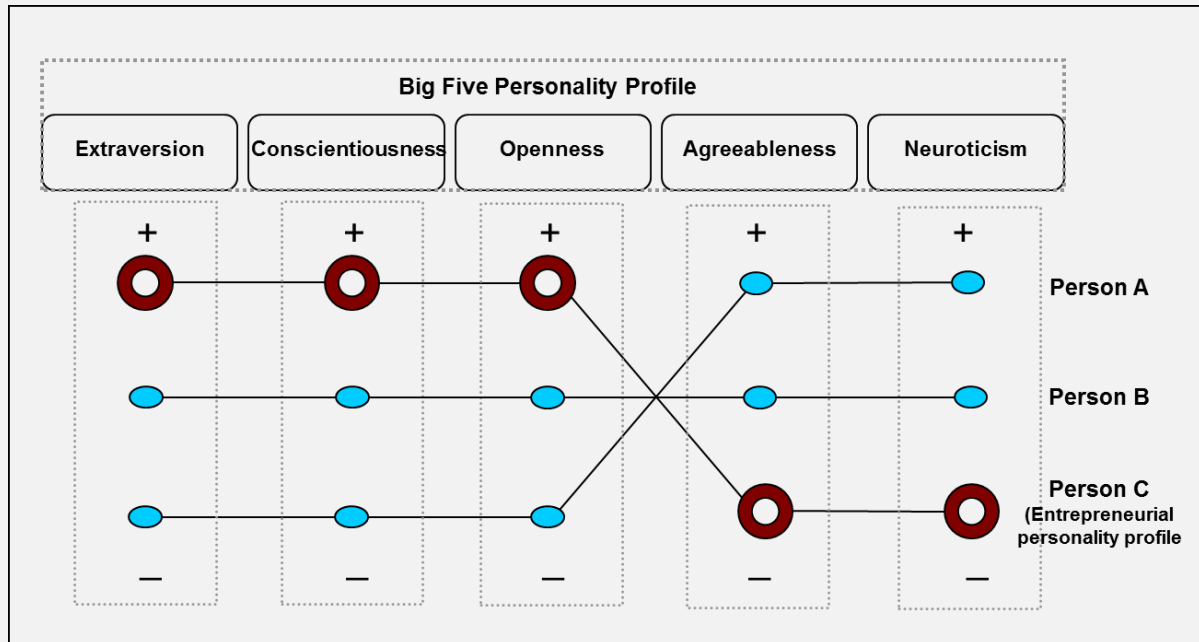 Big Five Personality Profile
Extraversion
Conscientiousness
Openness
Agreeableness
Neuroticism
+ + + + +
Person A
Person B
Person C
(Entrepreneurial
personality profile
– – – – –